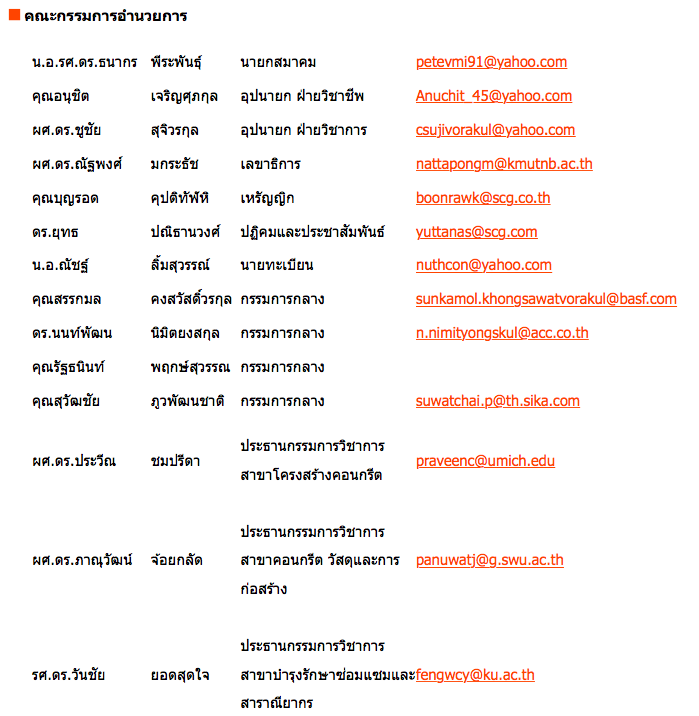 คณะกรรมการอำนวยการ
น.อ.รศ.ดร.ธนากร พีระพันธุ์ นายกสมาคม petevmi91@yahoo.com
คุณอนุชิต เจริญศุภกุล อุปนายก ฝ่ายวิชาชีพ Anuchit_45@yahoo.com
ผศ.ดร.ชูชัย สุจิวรกุล อุปนายก ฝ่ายวิชาการ csujivorakul@yahoo.com
ผศ.ดร.ณัฐพงศ์ มกระธัช เลขาธิการ nattapongm@kmutnb.ac.th
คุณบุญรอด คุปติทัฬหิ เหรัญญิก boonrawk@scg.co.th
ดร.ยุทธ ปณิธานวงศ์ ปฏิคมและประชาสัมพันธ์ yuttanas@scg.com
น.อ.ณัชฐ์ ลิ้มสุวรรณ์ นายทะเบียน nuthcon@yahoo.com
คุณสรรกมล คงสวัสดิ์วรกุล กรรมการกลาง sunkamol.khongsawatvorakul@basf.com
ดร.นนท์พัฒน นิมิตยงสกุล กรรมการกลาง n.nimityongskul@acc.co.th
คุณรัฐธนินท์ พฤกษ์สุวรรณ กรรมการกลาง
คุณสุวัฒชัย ภูวพัฒนชาติ กรรมการกลาง suwatchai.p@th.sika.com
ประธานกรรมการวิชาการ
ผศ.ดร.ประวีณ ชมปรีดา praveenc@umich.edu
สาขาโครงสร้างคอนกรีต
ประธานกรรมการวิชาการ
ผศ.ดร.ภาณุวัฒน์ จ้อยกลัด สาขาคอนกรีต วัสดุและการ panuwatj@g.swu.ac.th
ก่อสร้าง
ประธานกรรมการวิชาการ
รศ.ดร.วันชัย ยอดสุดใจ สาขาบำรุงรักษาซ่อมแซมและ fengwcy@ku.ac.th
สาธารณียากร